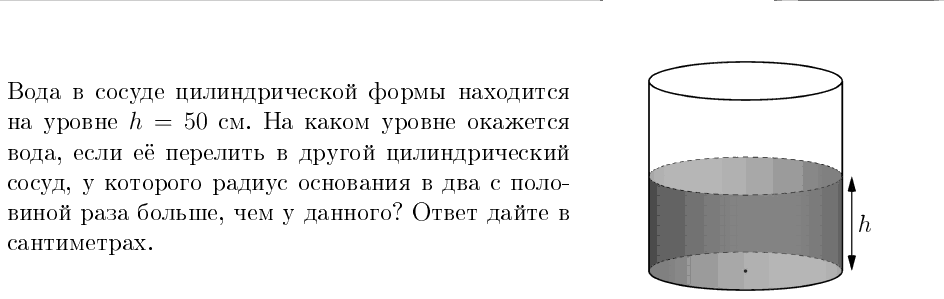 Вода в сосуде цилиндрической формы находится
на уровне h = 50 см. На каком уровне окажется
вода, если её перелить в другой цилиндрический
сосуд, у которого радиус основания в два с поло-
виной раза больше, чем у данного? Ответ дайте в
сантиметрах.
h